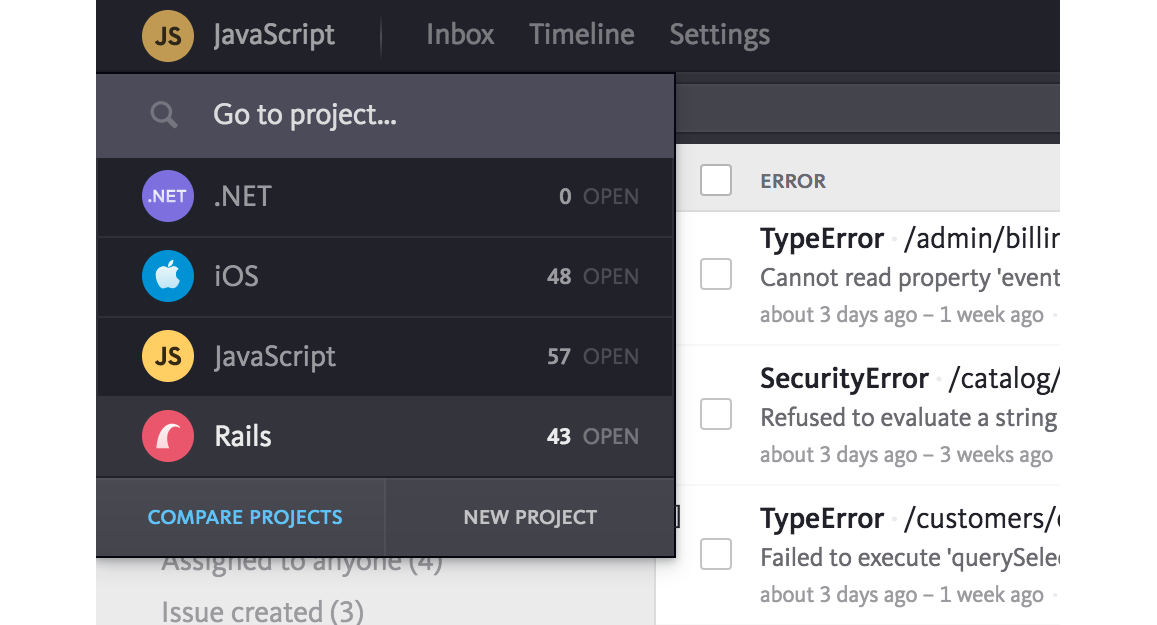 JS JavaScript Inbox Timeline Settings
Go to project...
.NET .NET 0 OPEN
iOS 48 OPEN
JS JavaScript 57 OPEN
Rails 43 OPEN
COMPARE PROJECTS NEW PROJECT
Assigned to anyone (4)
Issue created (3)
ERROR
TypeError · /admin/billin
Cannot read property 'event
about 3 days ago – 1 week ago ·
SecurityError · /catalog/
Refused to evaluate a string
about 3 days ago – 3 weeks ago
TypeError · /customers/
Failed to execute 'querySele
about 3 days ago – 1 week ago ·